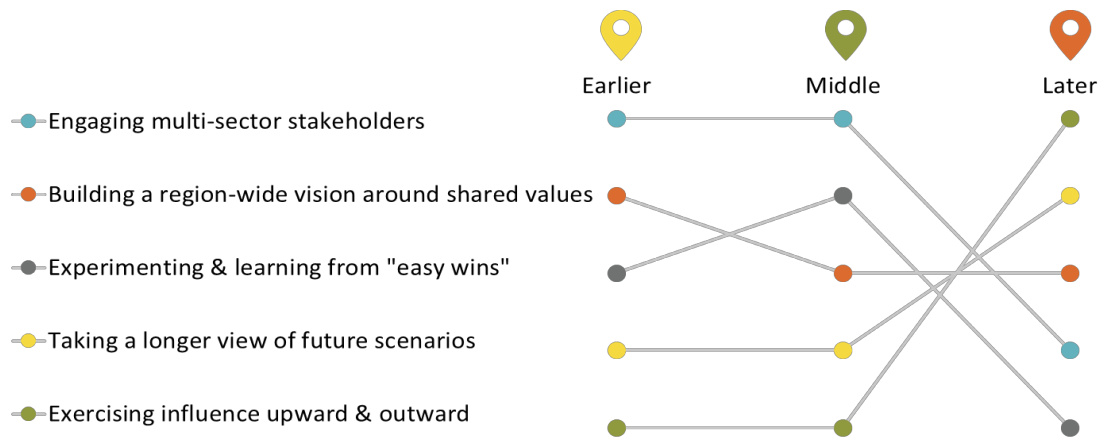 Earlier Middle Later
Engaging multi-sector stakeholders
Building a region-wide vision around shared values
Experimenting & learning from "easy wins"
Taking a longer view of future scenarios
Exercising influence upward & outward